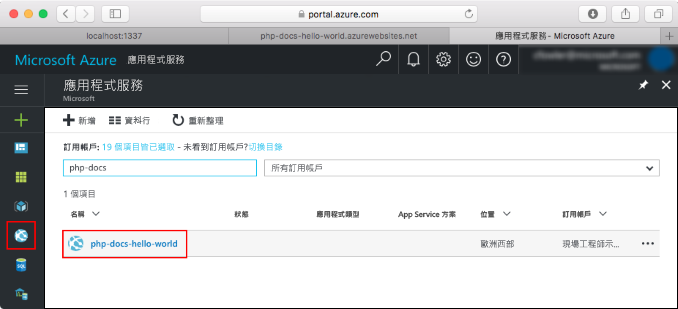 portal.azure.com
localhost:1337
php-docs-hello-world.azurewebsites.net
應用程式服務 - Microsoft Azure
Microsoft Azure 應用程式服務
應用程式服務
Microsoft
新增
資料行
重新整理
訂用帳戶: 19 個項目皆已選取 - 未看到訂用帳戶?切換目錄
php-docs
所有訂用帳戶
1 個項目
名稱 狀態 應用程式類型 App Service 方案 位置 訂用帳戶
php-docs-hello-world 歐洲西部 現場工程師示...
SQL